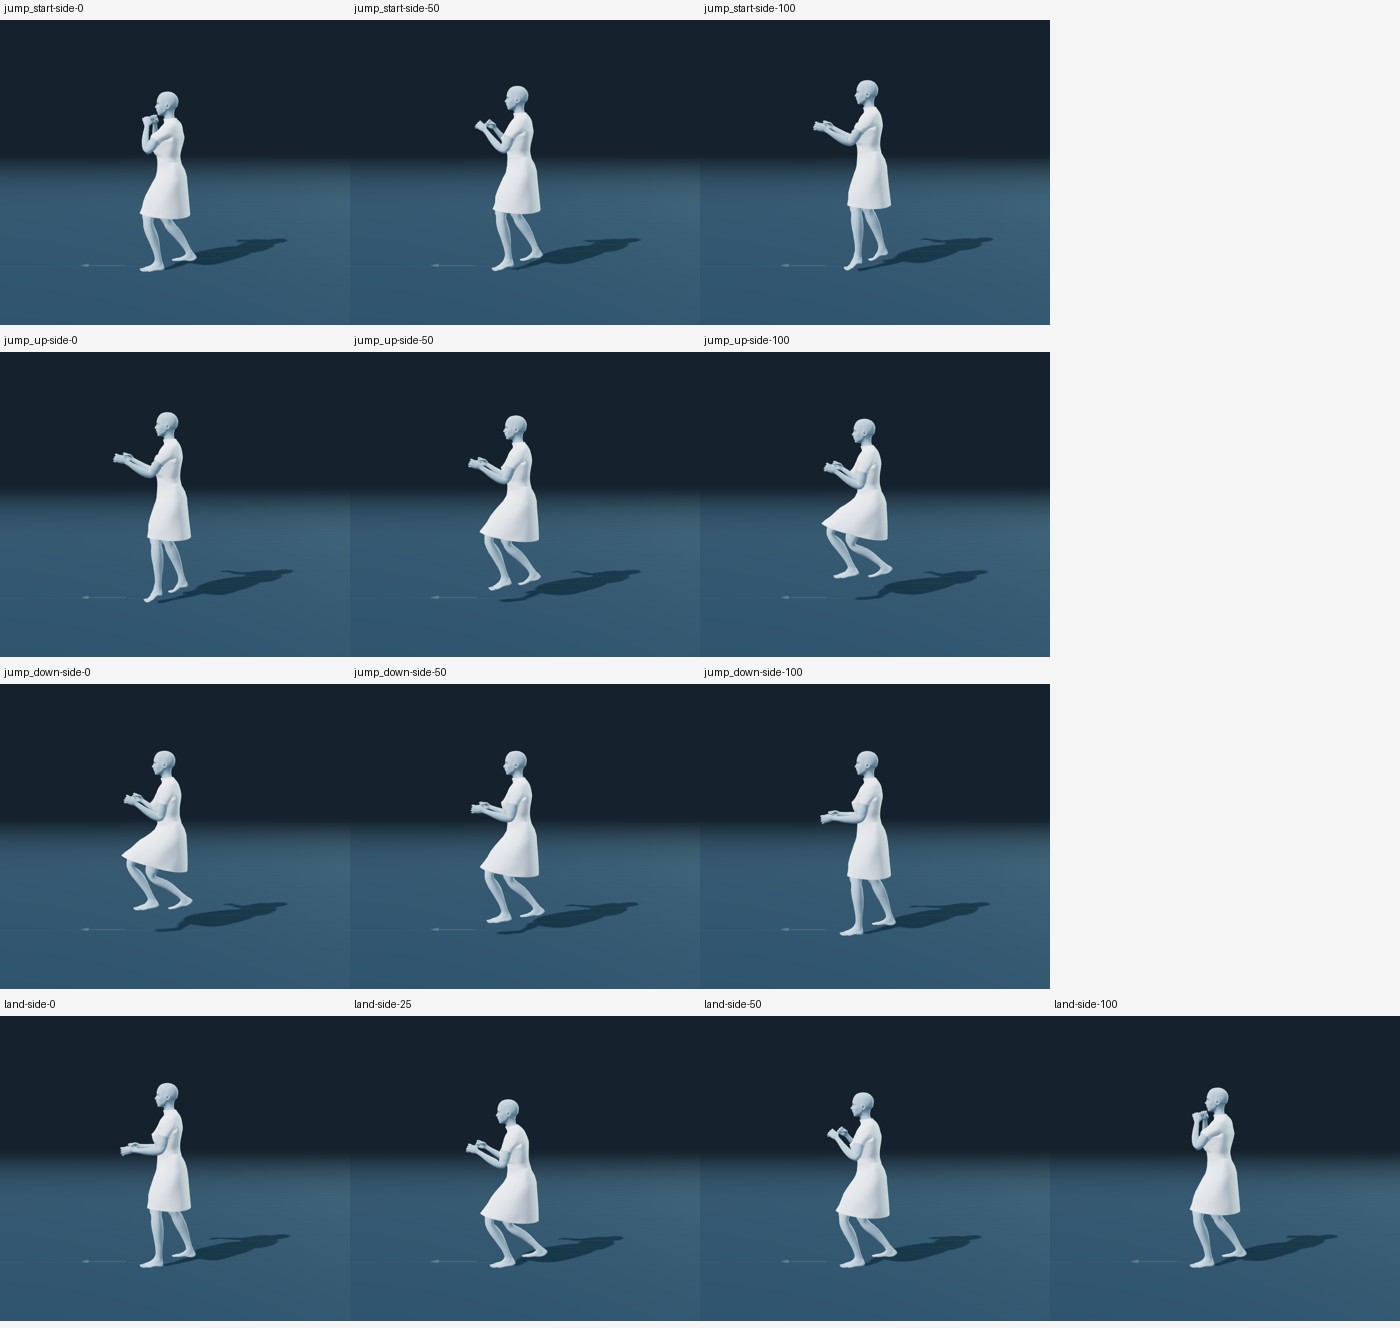 jump_start-side-0
jump_start-side-50
jump_start-side-100
jump_up-side-0
jump_up-side-50
jump_up-side-100
jump_down-side-0
jump_down-side-50
jump_down-side-100
land-side-0
land-side-25
land-side-50
land-side-100